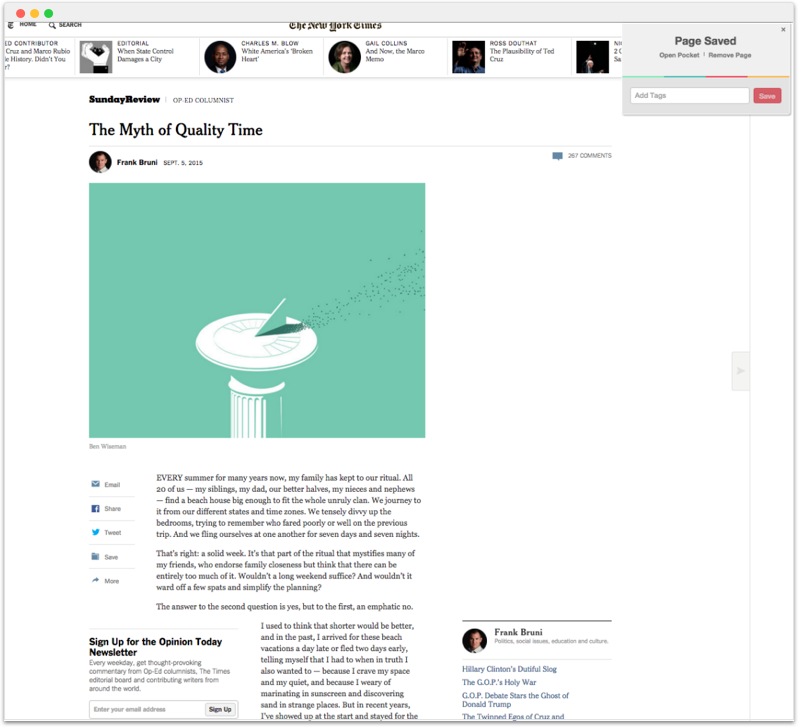 HOME
SEARCH
The New York Times
ED CONTRIBUTOR
Cruz and Marco Rubio
e History. Didn't You
r?
EDITORIAL
When State Control
Damages a City
CHARLES M. BLOW
White America's 'Broken
Heart'
GAIL COLLINS
And Now, the Marco
Memo
ROSS DOUTHAT
The Plausibility of Ted
Cruz
Page Saved
Open Pocket
Remove Page
Add Tags
Save
SundayReview | OP-ED COLUMNIST
The Myth of Quality Time
Frank Bruni SEPT. 5, 2015
267 COMMENTS
Ben Wiseman
Email
Share
Tweet
Save
More
EVERY summer for many years now, my family has kept to our ritual. All
20 of us — my siblings, my dad, our better halves, my nieces and nephews
— find a beach house big enough to fit the whole unruly clan. We journey to
it from our different states and time zones. We tensely divvy up the
bedrooms, trying to remember who fared poorly or well on the previous
trip. And we fling ourselves at one another for seven days and seven nights.
That's right: a solid week. It's that part of the ritual that mystifies many of
my friends, who endorse family closeness but think that there can be
entirely too much of it. Wouldn't a long weekend suffice? And wouldn't it
ward off a few spats and simplify the planning?
The answer to the second question is yes, but to the first, an emphatic no.
Sign Up for the Opinion Today
Newsletter
Every weekday, get thought-provoking
commentary from Op-Ed columnists, The Times
editorial board and contributing writers from
around the world.
Enter your email address
Sign Up
I used to think that shorter would be better,
and in the past, I arrived for these beach
vacations a day late or fled two days early,
telling myself that I had to when in truth I
also wanted to — because I crave my space
and my quiet, and because I weary of
marinating in sunscreen and discovering
sand in strange places. But in recent years,
I've showed up at the start and stayed for the
Frank Bruni
Politics, social issues, education and culture.
Hillary Clinton's Dutiful Slog
The G.O.P.'s Holy War
G.O.P. Debate Stars the Ghost of
Donald Trump
The Twinned Egos of Cruz and